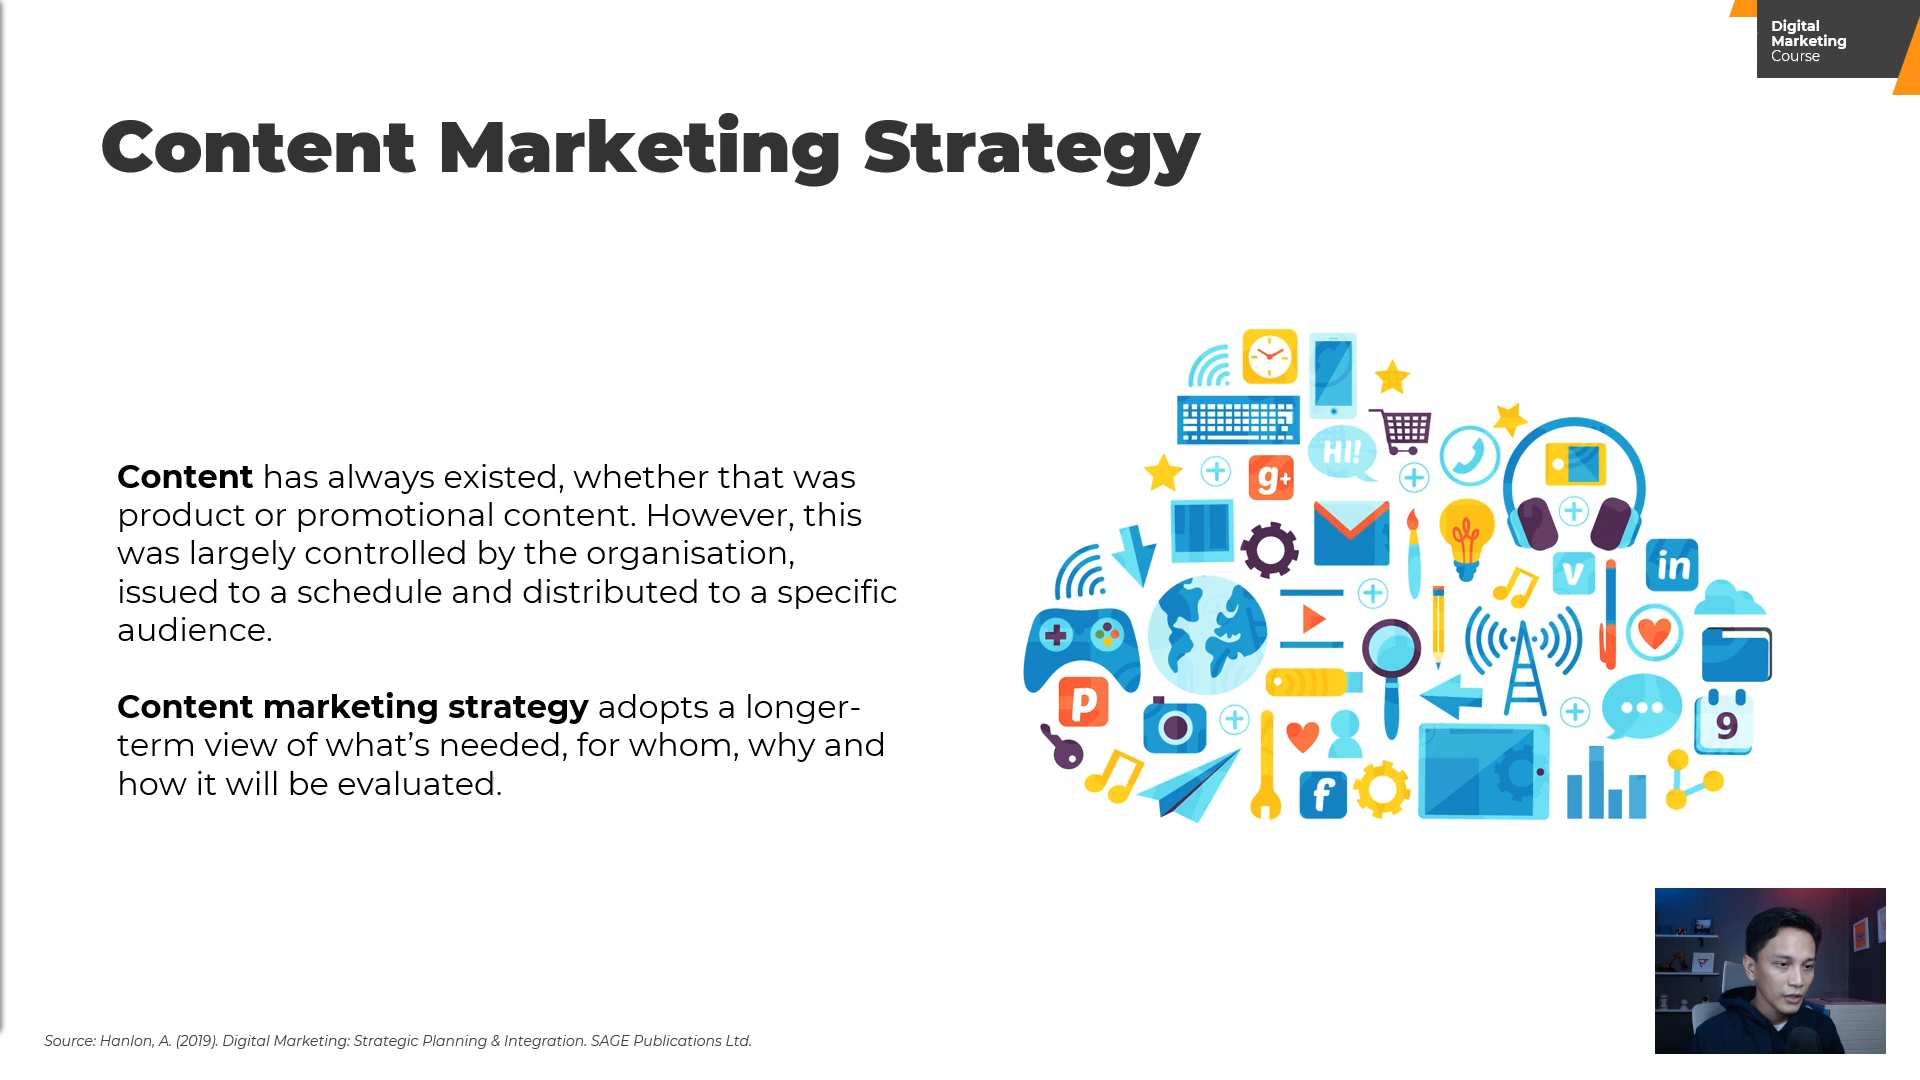 Digital
Marketing
Course
Content Marketing Strategy
Content has always existed, whether that was
product or promotional content. However, this
was largely controlled by the organisation,
issued to a schedule and distributed to a specific
audience.
Content marketing strategy adopts a longer-
term view of what’s needed, for whom, why and
how it will be evaluated.
HI!
g+
v
in
p
9
f
Source: Hanlon, A. (2019). Digital Marketing: Strategic Planning & Integration. SAGE Publications Ltd.